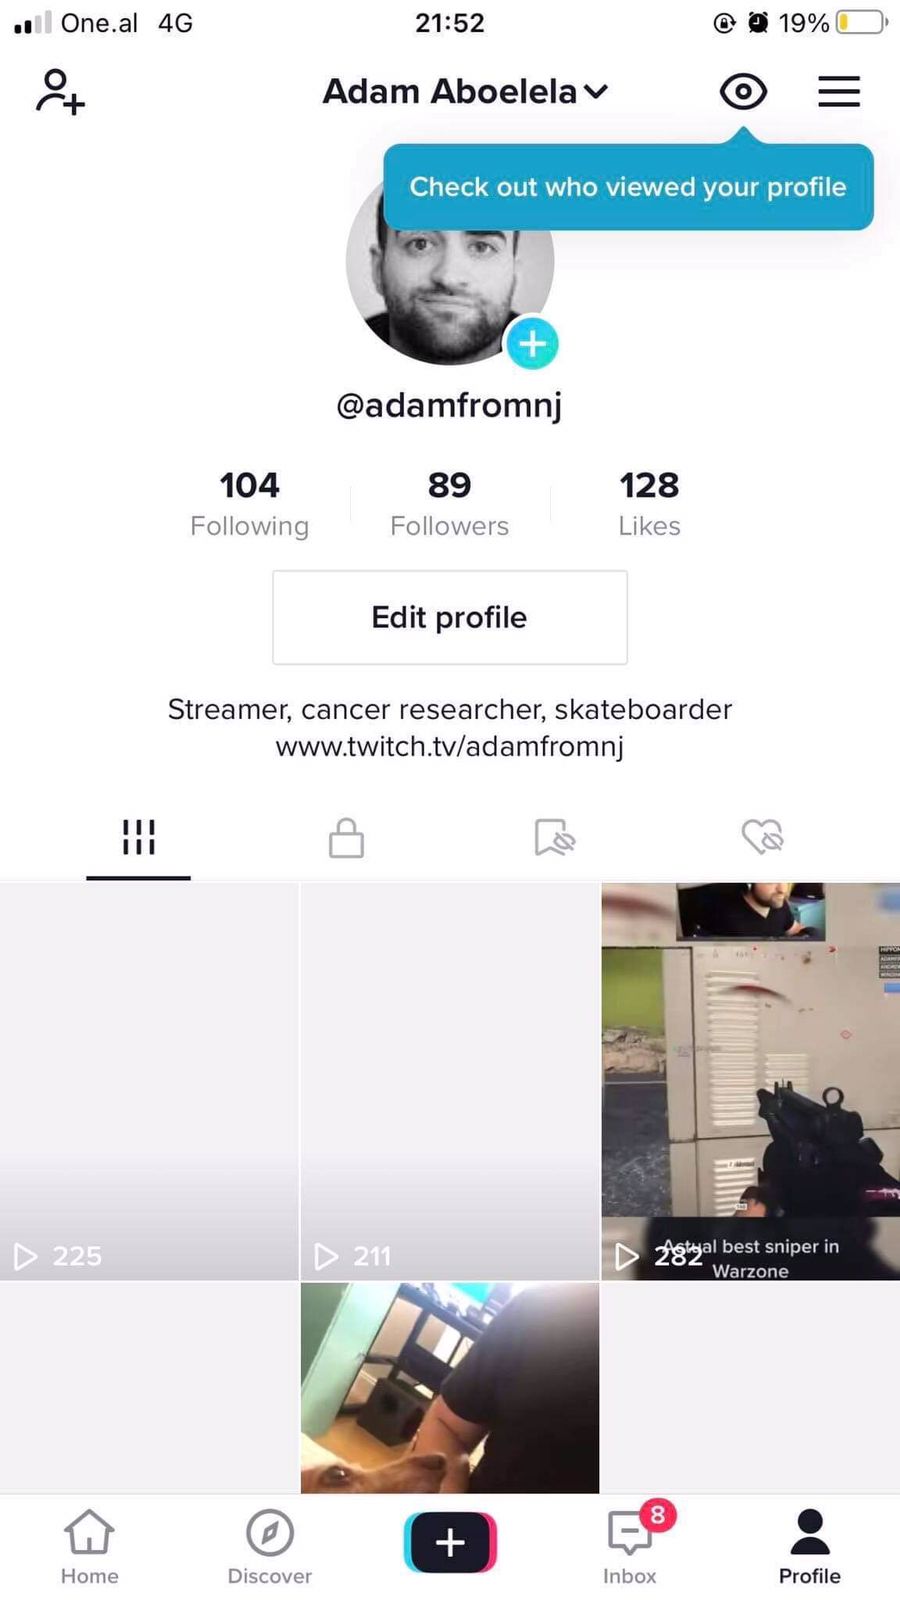 One.al 4G 21:52 19%
Adam Aboelela
Check out who viewed your profile
@adamfromnj
104 89 128
Following Followers Likes
Edit profile
Streamer, cancer researcher, skateboarder
www.twitch.tv/adamfromnj
225 211 282
Actual best sniper in
Warzone
8
Home Discover Inbox Profile